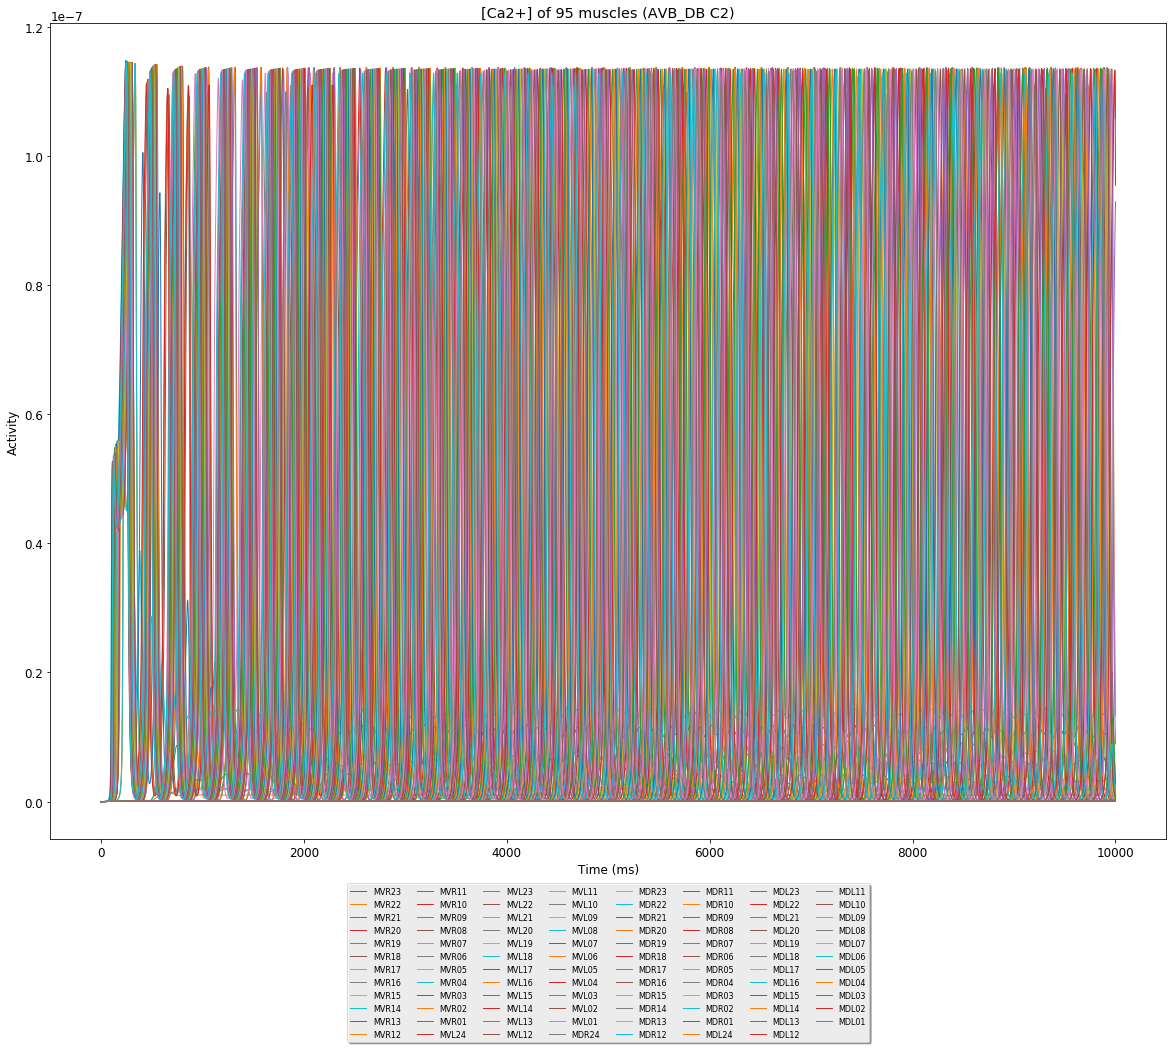 [Ca2+] of 95 muscles (AVB_DB C2)
1e−7
1.2
1.0
0.8
0.6
0.4
0.2
0.0
Activity
0 2000 4000 6000 8000 10000
Time (ms)
MVR23 MVR11 MVL23 MVL11 MDR23 MDR11 MDL23 MDL11
MVR22 MVR10 MVL22 MVL10 MDR22 MDR10 MDL22 MDL10
MVR21 MVR09 MVL21 MVL09 MDR21 MDR09 MDL21 MDL09
MVR20 MVR08 MVL20 MVL08 MDR20 MDR08 MDL20 MDL08
MVR19 MVR07 MVL19 MVL07 MDR19 MDR07 MDL19 MDL07
MVR18 MVR06 MVL18 MVL06 MDR18 MDR06 MDL18 MDL06
MVR17 MVR05 MVL17 MVL05 MDR17 MDR05 MDL17 MDL05
MVR16 MVR04 MVL16 MVL04 MDR16 MDR04 MDL16 MDL04
MVR15 MVR03 MVL15 MVL03 MDR15 MDR03 MDL15 MDL03
MVR14 MVR02 MVL14 MVL02 MDR14 MDR02 MDL14 MDL02
MVR13 MVR01 MVL13 MVL01 MDR13 MDR01 MDL13 MDL01
MVR12 MVL24 MVL12 MDR24 MDR12 MDL24 MDL12